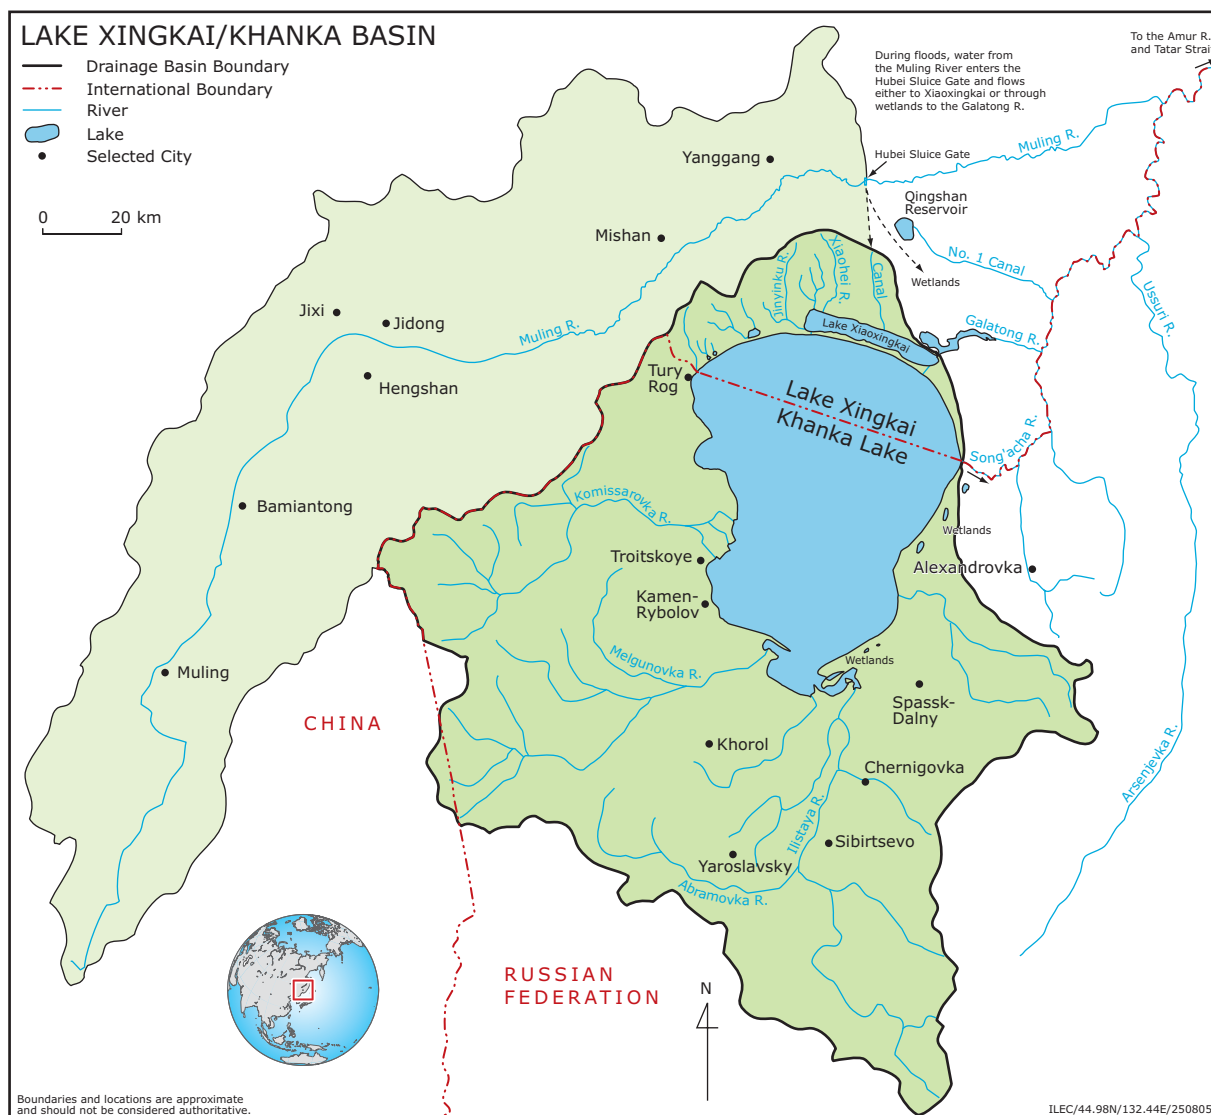 LAKE XINGKAI/KHANKA BASIN
Drainage Basin Boundary
International Boundary
River
Lake
Selected City
0 20 km
During floods, water from
the Muling River enters the
Hubei Sluice Gate and flows
either to Xiaoxingkai or through
wetlands to the Galatong R.
To the Amur R.
and Tatar Strait
Muling R.
Hubei Sluice Gate
Yanggang
Qingshan
Reservoir
Mishan
No. 1 Canal
Wetlands
Ussuri R.
Jinyinku R.
Xiaohei R.
Canal
Jixi
Jidong
Muling R.
Lake Xiaoxingkai
Galatong R.
Hengshan
Tury
Rog
Lake Xingkai
Khanka Lake
Song'acha R.
Bamiantong
Komissarovka R.
Wetlands
Troitskoye
Alexandrovka
Kamen-
Rybolov
Melgunovka R.
Wetlands
Muling
Spassk-
Dalny
CHINA
Khorol
Chernigovka
Arsenjevka R.
Ilistaya R.
Sibirtsevo
Yaroslavsky
Abramovka R.
RUSSIAN
FEDERATION
N
Boundaries and locations are approximate
and should not be considered authoritative.
ILEC/44.98N/132.44E/250805